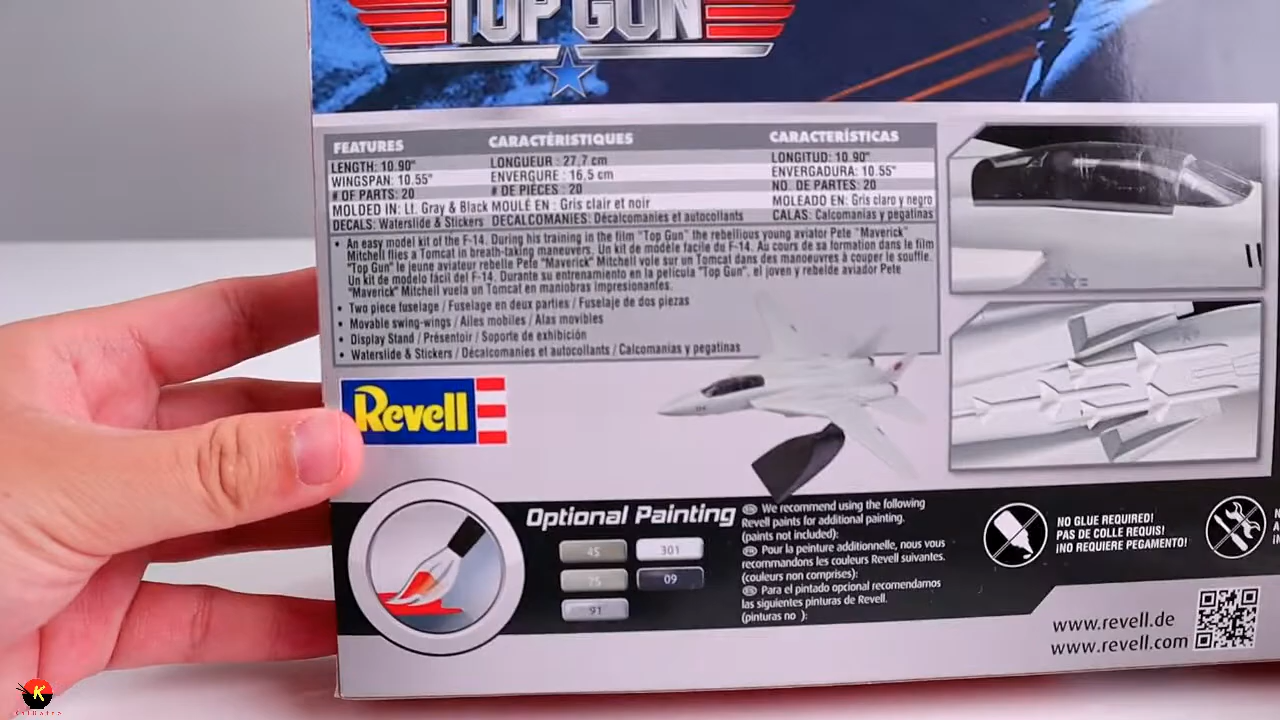 TOP GUN
FEATURES
LENGTH: 10.90"
WINGSPAN: 10.55"
# OF PARTS: 20
MOLDED IN: Lt. Gray & Black
DECALS: Waterslide & Stickers
CARACTÉRISTIQUES
LONGUEUR : 27,7 cm
ENVERGURE : 16,5 cm
# DE PIÈCES : 20
MOULÉ EN : Gris clair et noir
DECALCOMANIES: Décalcomanies et autocollants
CARACTERÍSTICAS
LONGITUD: 10.90"
ENVERGADURA: 10.55"
NO. DE PARTES: 20
MOLEADO EN: Gris claro y negro
CALAS: Calcomanias y pegatinas
• An easy model kit of the F-14. During his training in the film "Top Gun" the rebellious young aviator Pete "Maverick"
Mitchell flies a Tomcat in breath-taking maneuvers. Un kit de modèle facile du F-14. Au cours de sa formation dans le film
"Top Gun" le jeune aviateur rebelle Pete "Maverick" Mitchell vole sur un Tomcat dans des manoeuvres à couper le souffle.
Un kit de modelo fácil del F-14. Durante su entrenamiento en la película "Top Gun", el joven y rebelde aviador Pete
"Maverick" Mitchell vuela un Tomcat en maniobras impresionantes.
• Two piece fuselage / Fuselage en deux parties / Fuselaje de dos piezas
• Movable swing-wings / Ailes mobiles / Alas movibles
• Display Stand / Présentoir / Soporte de exhibición
• Waterslide & Stickers / Décalcomanies et autocollants / Calcomanias y pegatinas
Revell
Optional Painting
45
301
75
09
91
We recommend using the following
Revell paints for additional painting.
(paints not included):
Pour la peinture additionnelle, nous vous
recommandons les couleurs Revell suivantes.
(couleurs non comprises):
Para el pintado opcional recomendamos
las siguientes pinturas de Revell.
(pinturas no ):
NO GLUE REQUIRED!
PAS DE COLLE REQUIS!
¡NO REQUIERE PEGAMENTO!
www.revell.de
www.revell.com
K